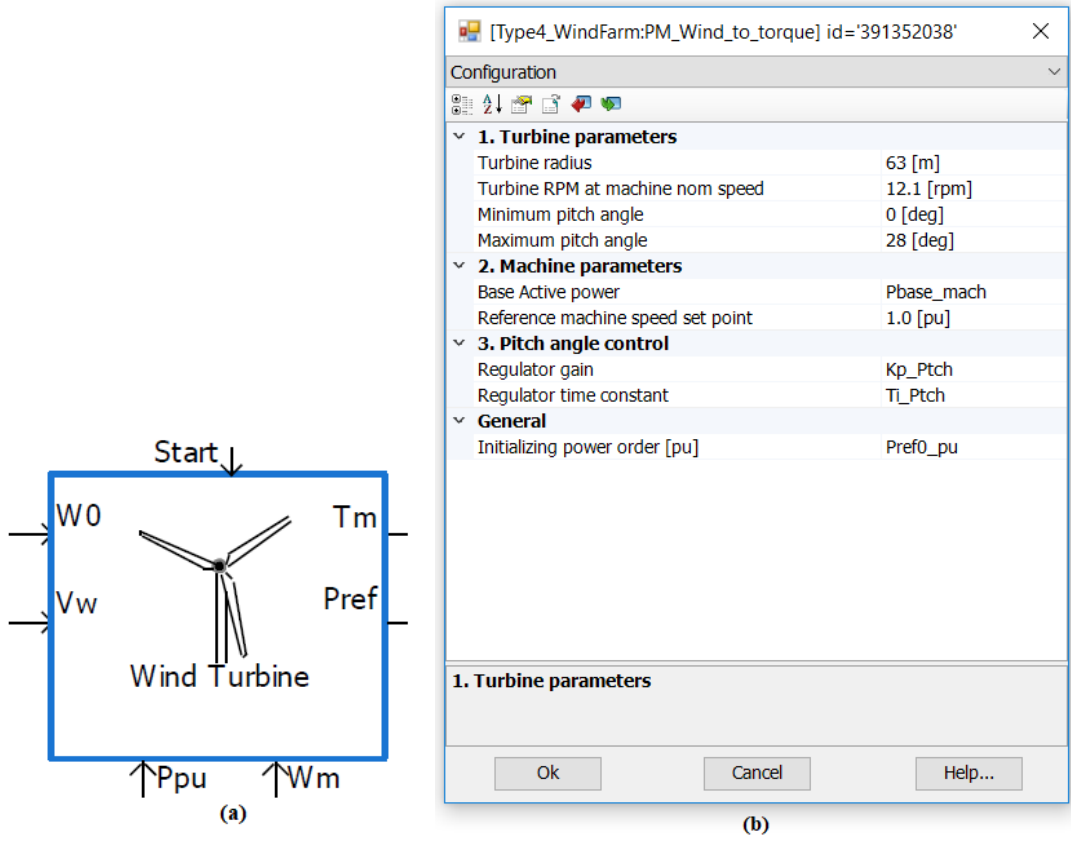 Start
W0
Tm
Vw
Pref
Wind Turbine
Ppu
Wm
(a)
[Type4_WindFarm:PM_Wind_to_torque] id='391352038'
Configuration
1. Turbine parameters
Turbine radius 63 [m]
Turbine RPM at machine nom speed 12.1 [rpm]
Minimum pitch angle 0 [deg]
Maximum pitch angle 28 [deg]
2. Machine parameters
Base Active power Pbase_mach
Reference machine speed set point 1.0 [pu]
3. Pitch angle control
Regulator gain Kp_Ptch
Regulator time constant Ti_Ptch
General
Initializing power order [pu] Pref0_pu
1. Turbine parameters
Ok Cancel Help...
(b)